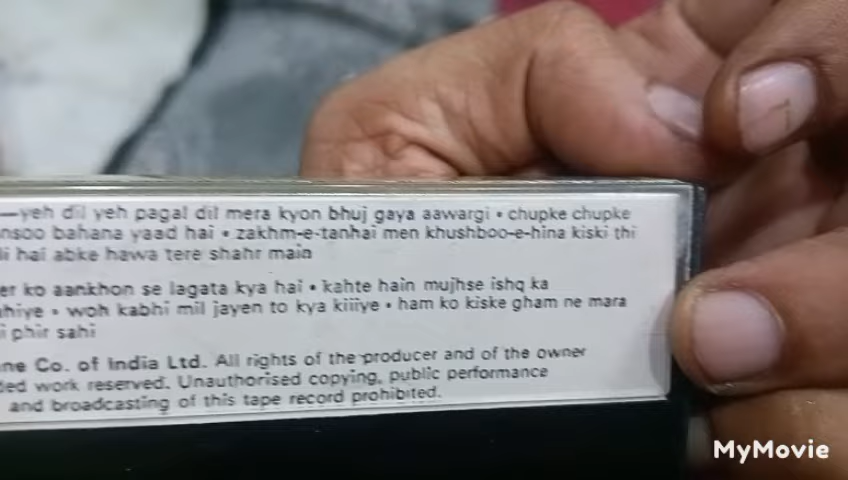 —yeh dil yeh pagal dil mera kyon bhuj gaya aawargi • chupke chupke
nsoo bahana yaad hai • zakhm-e-tanhai men khushboo-e-hina kiski thi
li hai abke hawa tere shahr main
er ko aankhon se lagata kya hai • kahte hain mujhse ishq ka
hiye • woh kabhi mil jayen to kya kiiiye • ham ko kiske gham ne mara
i phir sahi
ne Co. of India Ltd. All rights of the producer and of the owner
ded work reserved. Unauthorised copying, public performance
and broadcasting of this tape record prohibited.
MyMovie